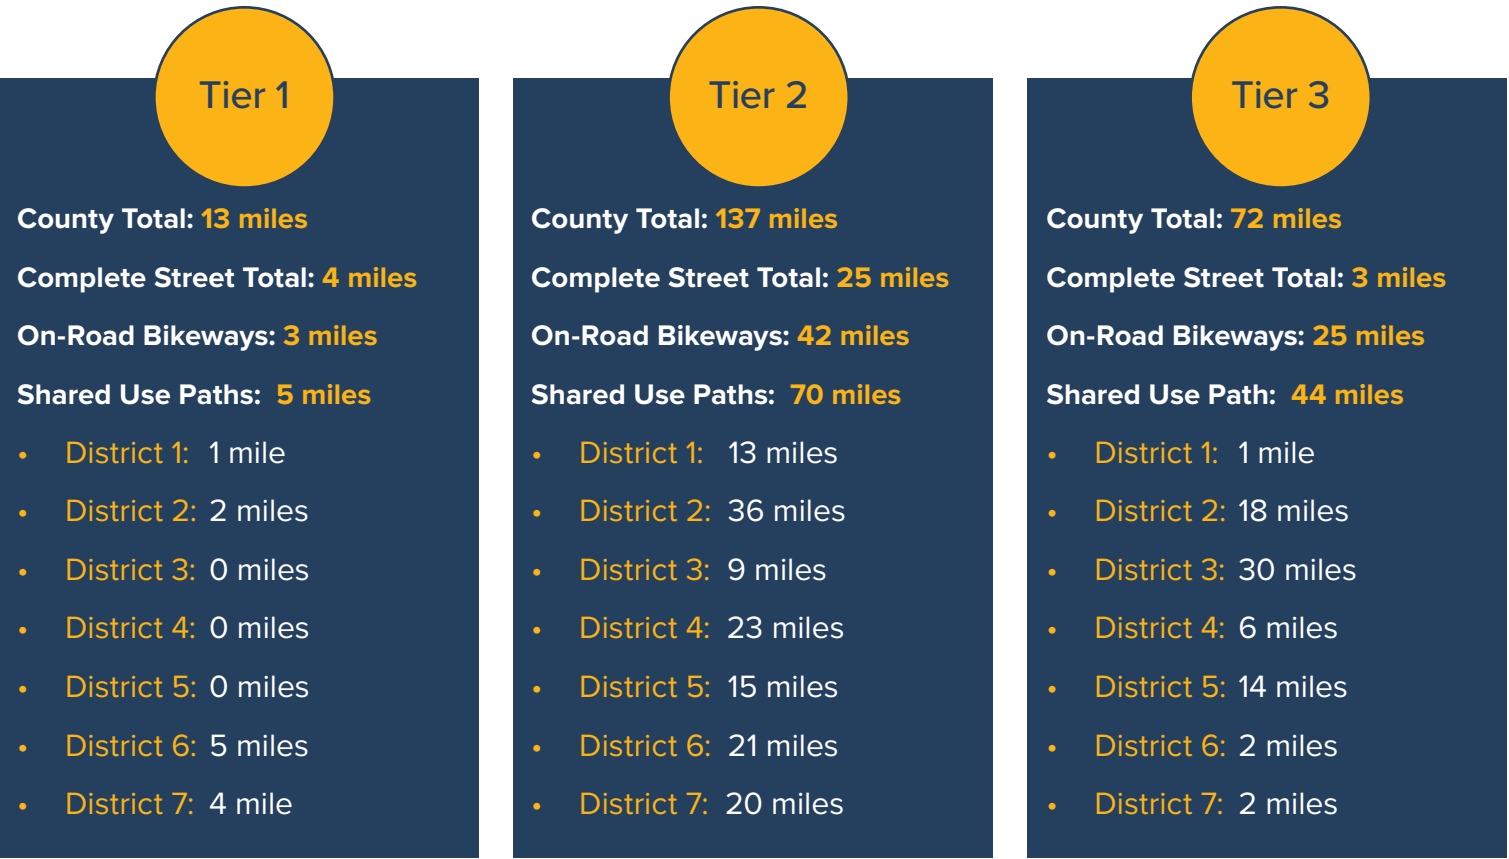 Tier 1
County Total: 13 miles
Complete Street Total: 4 miles
On-Road Bikeways: 3 miles
Shared Use Paths: 5 miles
• District 1: 1 mile
• District 2: 2 miles
• District 3: 0 miles
• District 4: 0 miles
• District 5: 0 miles
• District 6: 5 miles
• District 7: 4 mile
Tier 2
County Total: 137 miles
Complete Street Total: 25 miles
On-Road Bikeways: 42 miles
Shared Use Paths: 70 miles
• District 1: 13 miles
• District 2: 36 miles
• District 3: 9 miles
• District 4: 23 miles
• District 5: 15 miles
• District 6: 21 miles
• District 7: 20 miles
Tier 3
County Total: 72 miles
Complete Street Total: 3 miles
On-Road Bikeways: 25 miles
Shared Use Path: 44 miles
• District 1: 1 mile
• District 2: 18 miles
• District 3: 30 miles
• District 4: 6 miles
• District 5: 14 miles
• District 6: 2 miles
• District 7: 2 miles